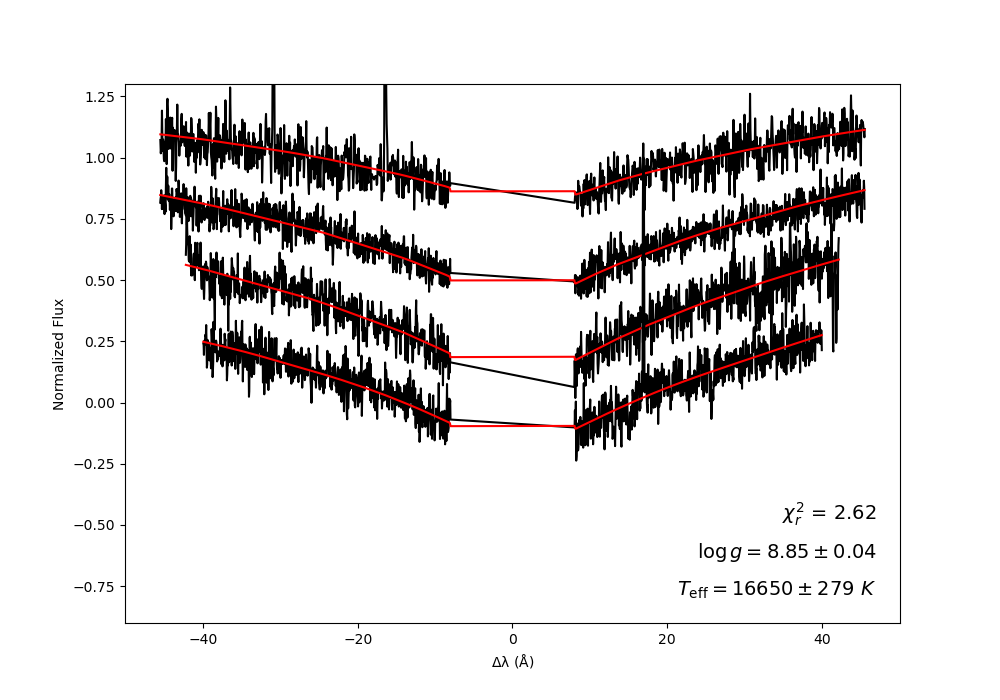 1.25
1.00
0.75
0.50
0.25
0.00
−0.25
−0.50
−0.75
Normalized Flux
χ²ᵣ = 2.62
log g = 8.85 ± 0.04
T_eff = 16650 ± 279 K
−40 −20 0 20 40
Δλ (Å)